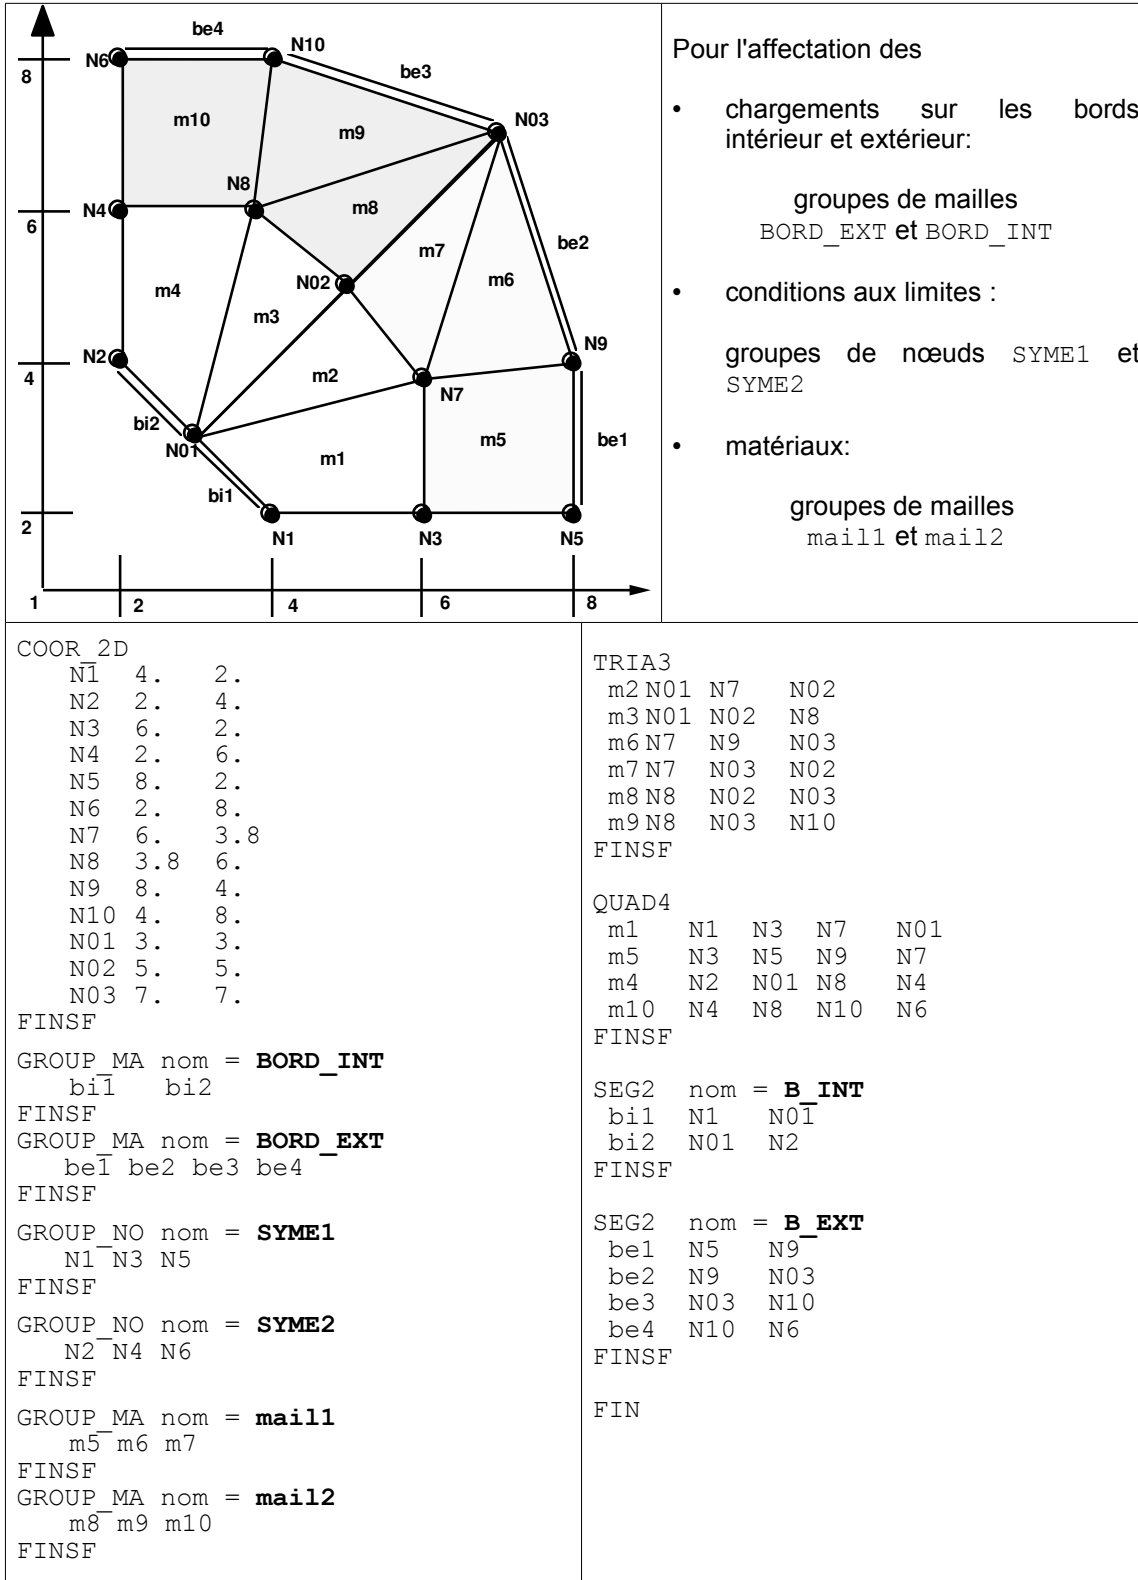 be4
N10
N6
8
be3
m10
m9
N03
N8
N4
6
m8
m7
be2
N02
m6
m4
m3
N2
N9
4
m2
N7
bi2
N01
m5
be1
m1
bi1
2
N1
N3
N5
1
2
4
6
8
Pour l'affectation des
• chargements sur les bords
intérieur et extérieur:
groupes de mailles
BORD_EXT et BORD_INT
• conditions aux limites :
groupes de nœuds SYME1 et
SYME2
• matériaux:
groupes de mailles
mail1 et mail2
COOR_2D
N1 4. 2.
N2 2. 4.
N3 6. 2.
N4 2. 6.
N5 8. 2.
N6 2. 8.
N7 6. 3.8
N8 3.8 6.
N9 8. 4.
N10 4. 8.
N01 3. 3.
N02 5. 5.
N03 7. 7.
FINSF
GROUP_MA nom = BORD_INT
bi1 bi2
FINSF
GROUP_MA nom = BORD_EXT
be1 be2 be3 be4
FINSF
GROUP_NO nom = SYME1
N1 N3 N5
FINSF
GROUP_NO nom = SYME2
N2 N4 N6
FINSF
GROUP_MA nom = mail1
m5 m6 m7
FINSF
GROUP_MA nom = mail2
m8 m9 m10
FINSF
TRIA3
m2 N01 N7 N02
m3 N01 N02 N8
m6 N7 N9 N03
m7 N7 N03 N02
m8 N8 N02 N03
m9 N8 N03 N10
FINSF
QUAD4
m1 N1 N3 N7 N01
m5 N3 N5 N9 N7
m4 N2 N01 N8 N4
m10 N4 N8 N10 N6
FINSF
SEG2 nom = B_INT
bi1 N1 N01
bi2 N01 N2
FINSF
SEG2 nom = B_EXT
be1 N5 N9
be2 N9 N03
be3 N03 N10
be4 N10 N6
FINSF
FIN